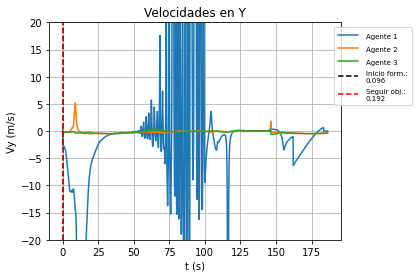 Velocidades en Y
Vy (m/s)
20
15
10
5
0
−5
−10
−15
−20
0
25
50
75
100
125
150
175
t (s)
Agente 1
Agente 2
Agente 3
Inicio form.:
0.096
Seguir obj.:
0.192